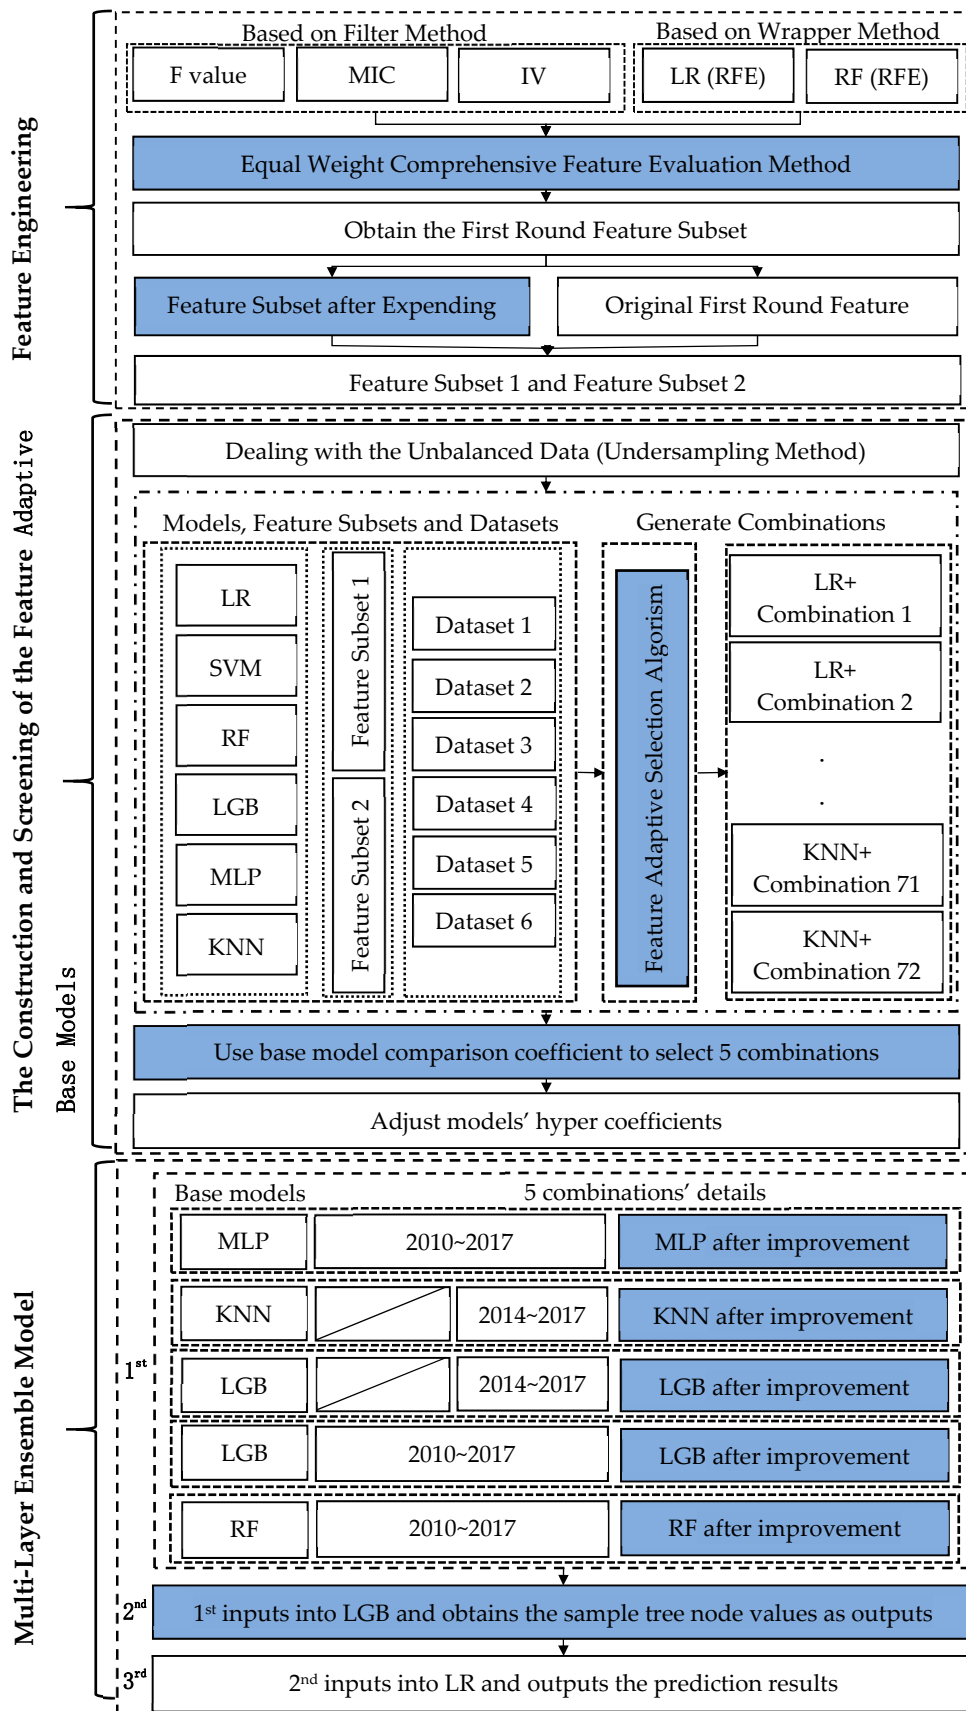 Based on Filter Method
Based on Wrapper Method
F value
MIC
IV
LR (RFE)
RF (RFE)
Equal Weight Comprehensive Feature Evaluation Method
Obtain the First Round Feature Subset
Feature Subset after Expending
Original First Round Feature
Feature Subset 1 and Feature Subset 2
Feature Engineering
Dealing with the Unbalanced Data (Undersampling Method)
Models, Feature Subsets and Datasets
Generate Combinations
LR
SVM
RF
LGB
MLP
KNN
Feature Subset 1
Feature Subset 2
Dataset 1
Dataset 2
Dataset 3
Dataset 4
Dataset 5
Dataset 6
Feature Adaptive Selection Algorism
LR+
Combination 1
LR+
Combination 2
.
.
KNN+
Combination 71
KNN+
Combination 72
Use base model comparison coefficient to select 5 combinations
Adjust models' hyper coefficients
The Construction and Screening of the Feature Adaptive
Base Models
Base models
5 combinations' details
MLP
2010~2017
MLP after improvement
KNN
2014~2017
KNN after improvement
LGB
2014~2017
LGB after improvement
LGB
2010~2017
LGB after improvement
RF
2010~2017
RF after improvement
1st
2nd
1st inputs into LGB and obtains the sample tree node values as outputs
3rd
2nd inputs into LR and outputs the prediction results
Multi-Layer Ensemble Model